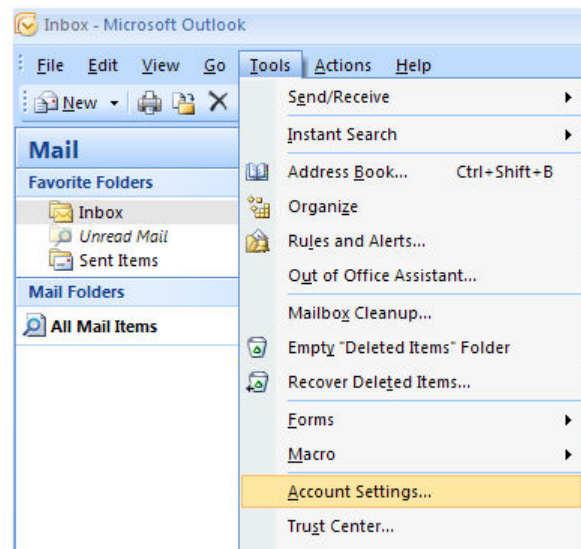 Inbox - Microsoft Outlook
File Edit View Go Tools Actions Help
New
Send/Receive
Instant Search
Mail
Address Book... Ctrl+Shift+B
Favorite Folders
Organize
Inbox
Unread Mail
Rules and Alerts...
Sent Items
Out of Office Assistant...
Mail Folders
Mailbox Cleanup...
All Mail Items
Empty "Deleted Items" Folder
Recover Deleted Items...
Forms
Macro
Account Settings...
Trust Center...